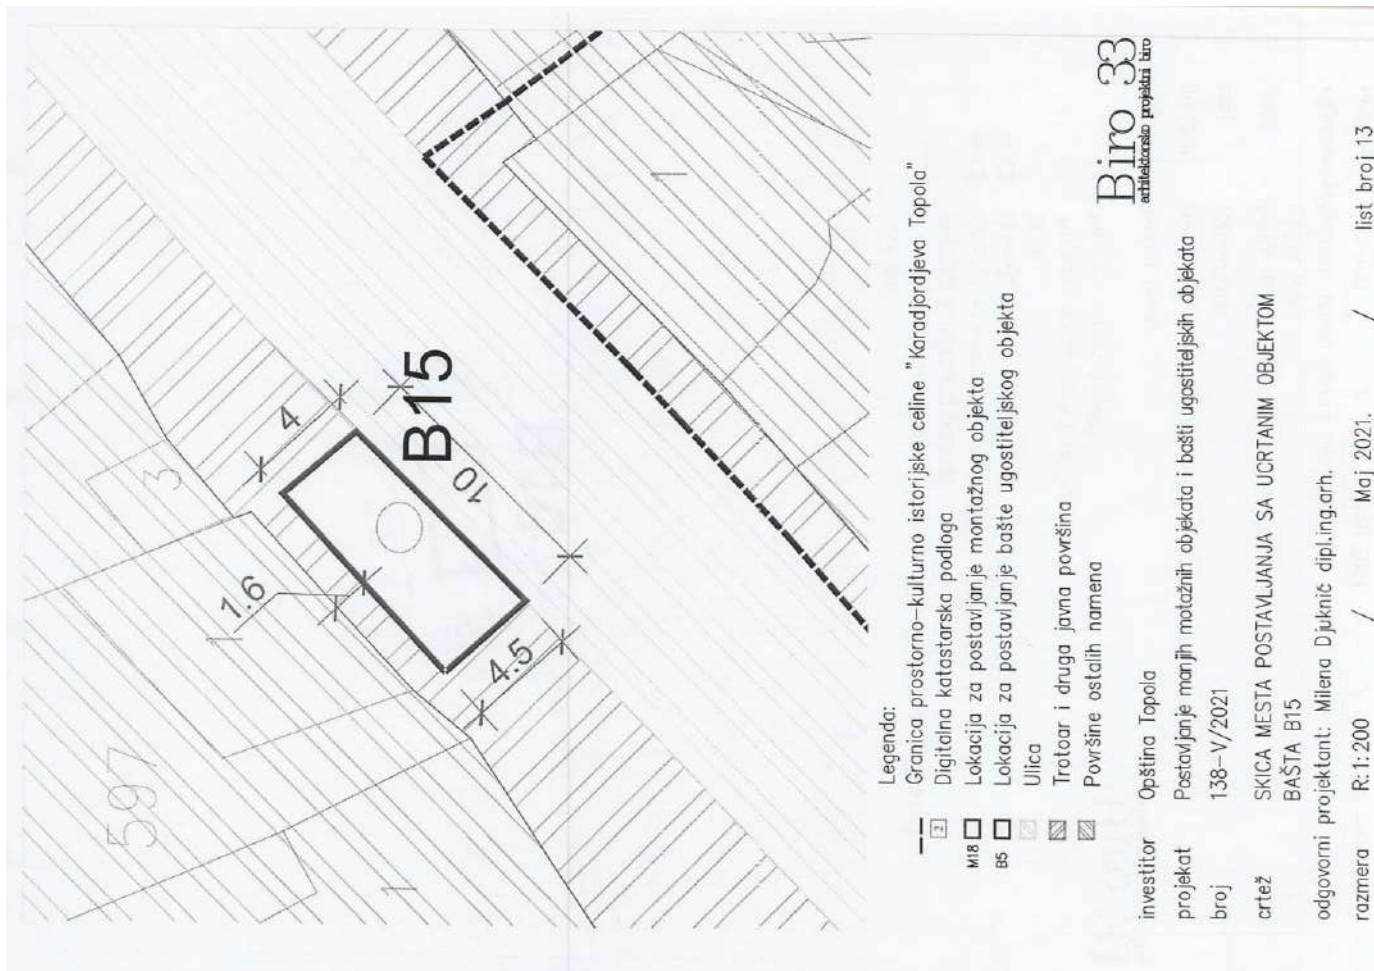 597
3
1
1
1
1.6
4
4.5
10
B15
Legenda:
Granica prostorno-kulturno istorijske celine "Karadjordjeva Topola"
2 Digitalna katastarska podloga
M18 Lokacija za postavljanje montažnog objekta
B5 Lokacija za postavljanje bašte ugostiteljskog objekta
Ulica
Trotoar i druga javna površina
Površine ostalih namena
Biro 33
arhitektonsko projektni biro
investitor Opština Topola
projekat Postavljanje manjih motažnih objekata i bašti ugostiteljskih objekata
broj 138-V/2021
crtež SKICA MESTA POSTAVLJANJA SA UCRTANIM OBJEKTOM
BAŠTA B15
odgovorni projektant: Milena Djuknić dipl.ing.arh.
razmera R:1:200 / Maj 2021. / list broj 13